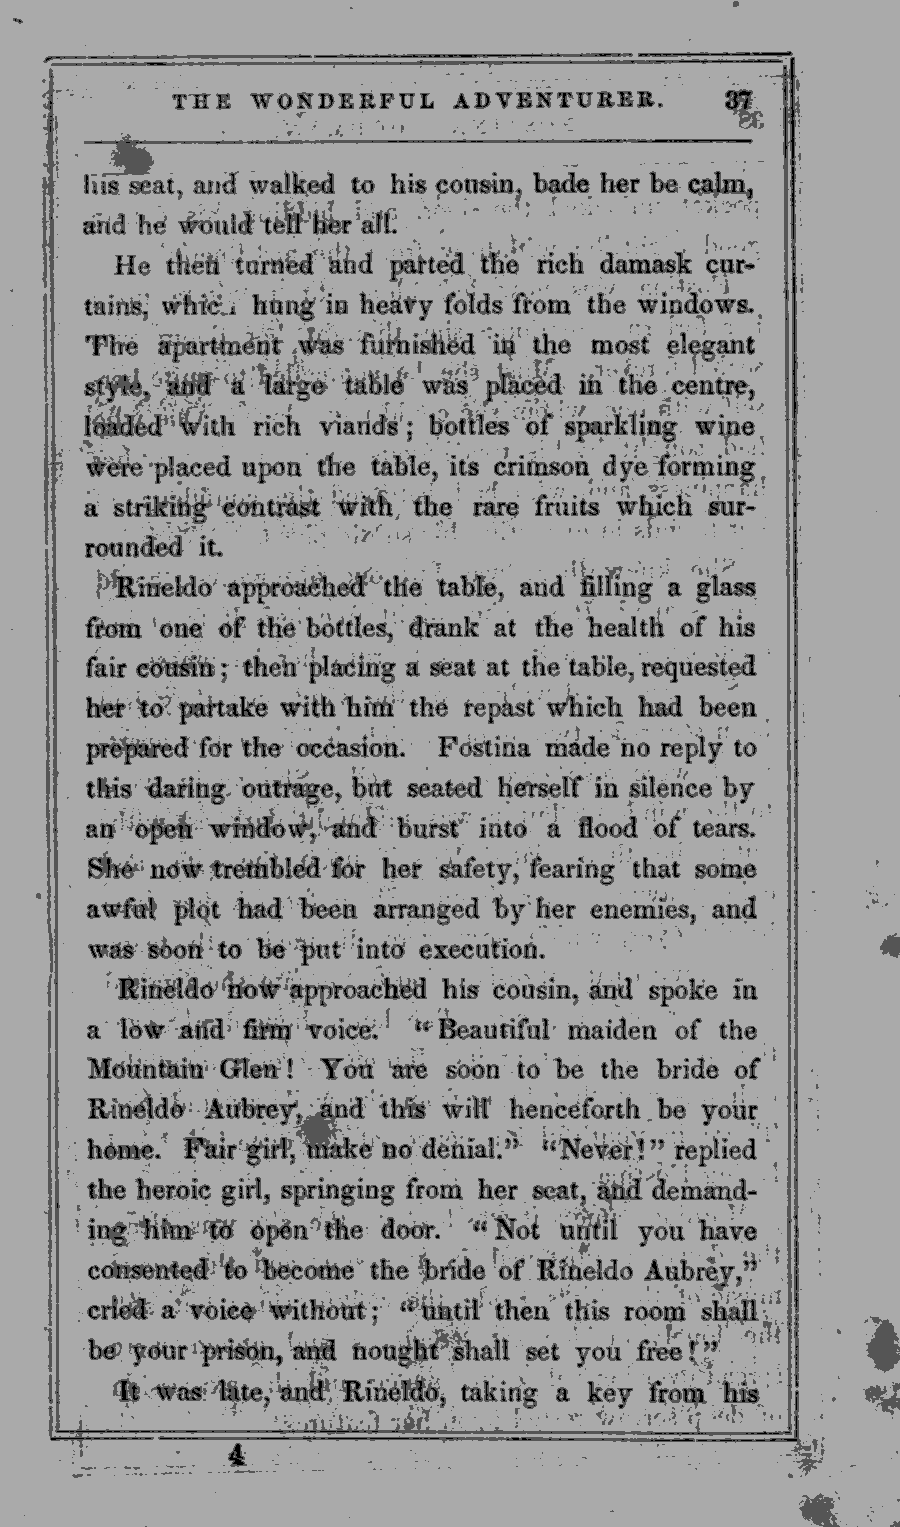 THE WONDERFUL ADVENTURER. 37
his seat, and walked to his cousin, bade her be calm,
and he would tell her all.
He then turned and parted the rich damask cur-
tains, which hung in heavy folds from the windows.
The apartment was furnished in the most elegant
style, and a large table was placed in the centre,
loaded with rich viands; bottles of sparkling wine
were placed upon the table, its crimson dye forming
a striking contrast with the rare fruits which sur-
rounded it.
Rineldo approached the table, and filling a glass
from one of the bottles, drank at the health of his
fair cousin; then placing a seat at the table, requested
her to partake with him the repast which had been
prepared for the occasion. Fostina made no reply to
this daring outrage, but seated herself in silence by
an open window, and burst into a flood of tears.
She now trembled for her safety, fearing that some
awful plot had been arranged by her enemies, and
was soon to be put into execution.
Rineldo now approached his cousin, and spoke in
a low and firm voice. "Beautiful maiden of the
Mountain Glen! You are soon to be the bride of
Rineldo Aubrey, and this will henceforth be your
home. Fair girl, make no denial." "Never!" replied
the heroic girl, springing from her seat, and demand-
ing him to open the door. "Not until you have
consented to become the bride of Rineldo Aubrey,"
cried a voice without; "until then this room shall
be your prison, and nought shall set you free!"
It was late, and Rineldo, taking a key from his
4